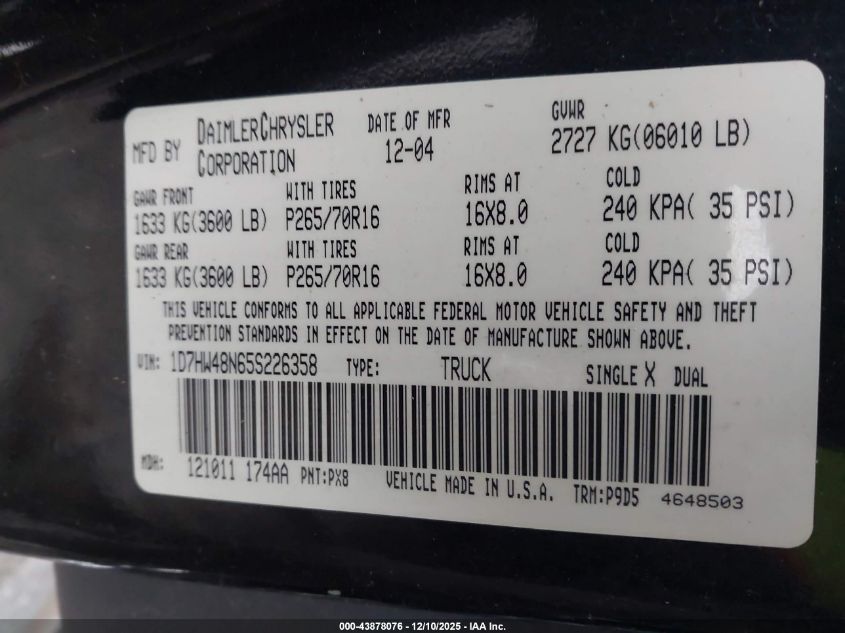 MFD BY DAIMLERCHRYSLER CORPORATION DATE OF MFR 12-04 GVWR 2727 KG(06010 LB)
GAWR FRONT WITH TIRES RIMS AT COLD
1633 KG(3600 LB) P265/70R16 16X8.0 240 KPA( 35 PSI)
GAWR REAR WITH TIRES RIMS AT COLD
1633 KG(3600 LB) P265/70R16 16X8.0 240 KPA( 35 PSI)
THIS VEHICLE CONFORMS TO ALL APPLICABLE FEDERAL MOTOR VEHICLE SAFETY AND THEFT
PREVENTION STANDARDS IN EFFECT ON THE DATE OF MANUFACTURE SHOWN ABOVE.
VIN: 1D7HW48N65S226358 TYPE: TRUCK SINGLE X DUAL
MDH: 121011 174AA PNT:PX8 VEHICLE MADE IN U.S.A. TRM:P9D5 4648503
000-43878076 - 12/10/2025 - IAA Inc.